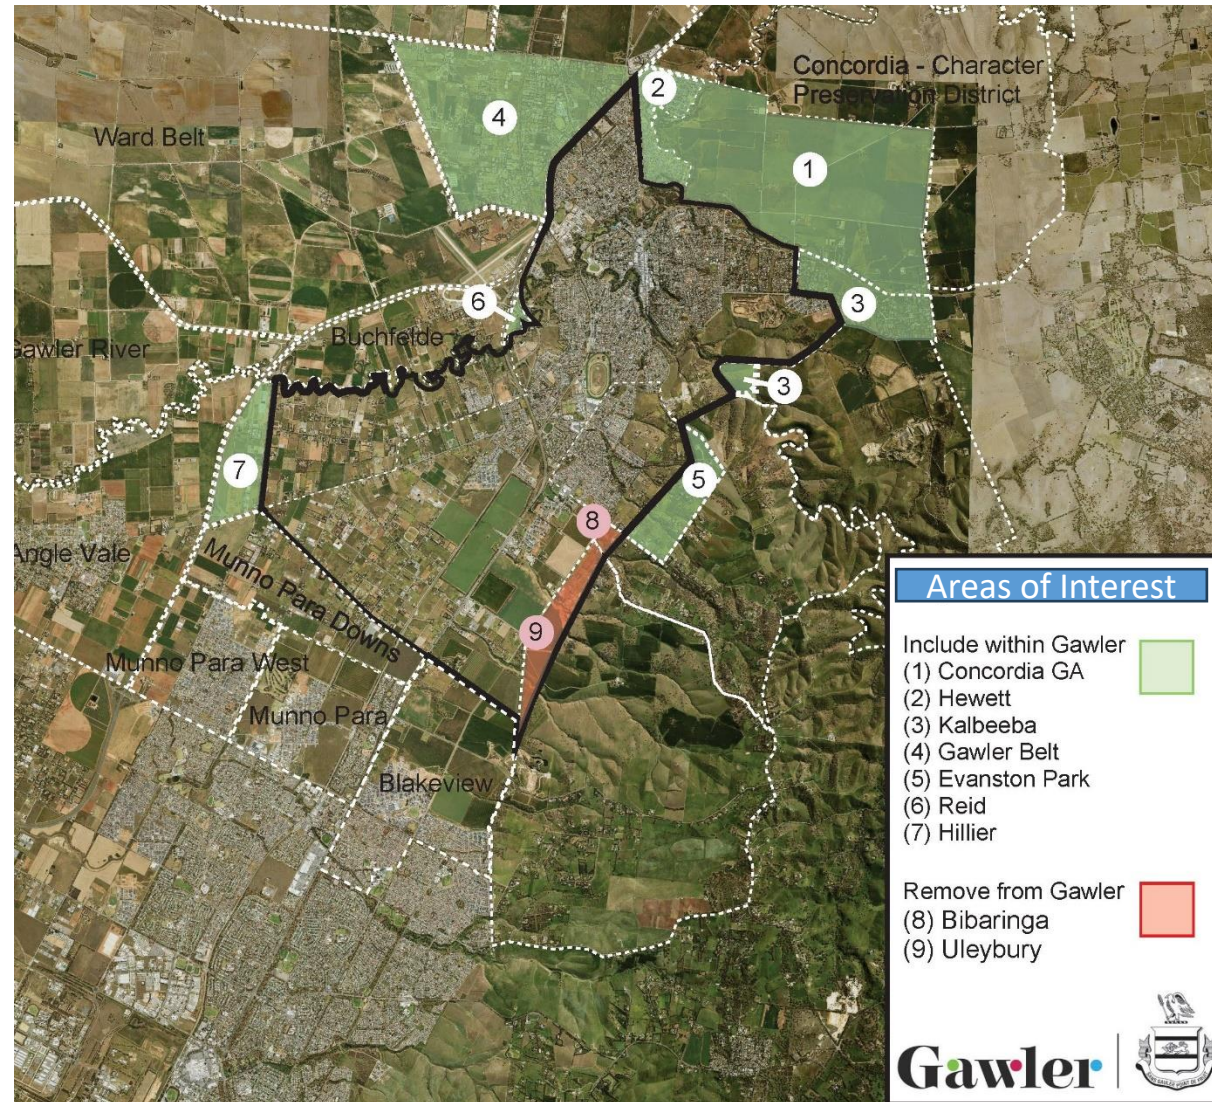 Concordia - Character
Preservation District
Ward Belt
4
2
1
3
6
Buchfelde
Gawler River
3
7
5
8
Angle Vale
Munno Para Downs
9
Munno Para West
Munno Para
Blakeview
Areas of Interest
Include within Gawler
(1) Concordia GA
(2) Hewett
(3) Kalbeeba
(4) Gawler Belt
(5) Evanston Park
(6) Reid
(7) Hillier
Remove from Gawler
(8) Bibaringa
(9) Uleybury
Gawler